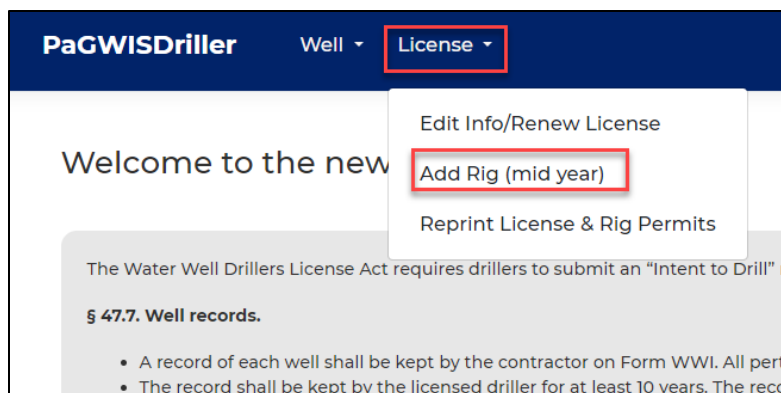 PaGWISDriller Well License
Edit Info/Renew License
Welcome to the new
Add Rig (mid year)
Reprint License & Rig Permits
The Water Well Drillers License Act requires drillers to submit an “Intent to Drill”
§ 47.7. Well records.
• A record of each well shall be kept by the contractor on Form WWI. All pert
• The record shall be kept by the licensed driller for at least 10 years. The reco